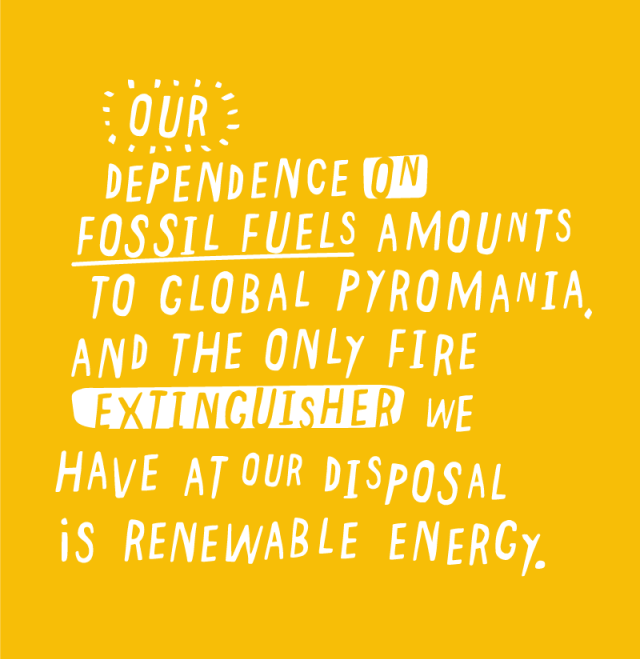 OUR
DEPENDENCE ON
FOSSIL FUELS AMOUNTS
TO GLOBAL PYROMANIA,
AND THE ONLY FIRE
EXTINGUISHER WE
HAVE AT OUR DISPOSAL
iS RENEWABLE ENERGY.